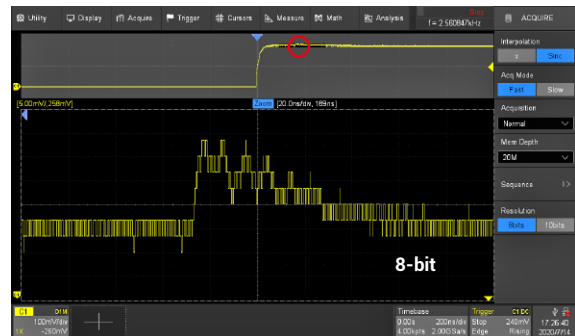 Utility Display Acquire Trigger Cursors Measure Math Analysis
Sinc
f = 2.560847kHz
ACQUIRE
Interpolation
x Sinc
Acq Mode
Fast Slow
Acquisition
Normal
Mem Depth
20M
Sequence
Resolution
8bits 10bits
[5.00mV/,258mV] Zoom [20.0ns/div, 189ns]
8-bit
C1 D1M
100mV/div
1X -260mV
Timebase
0.00s 200ns/div
4.00kpts 2.00GSa/s
Trigger C1 DC
Stop 240mV
Edge Rising
17:26:40
2020/7/14